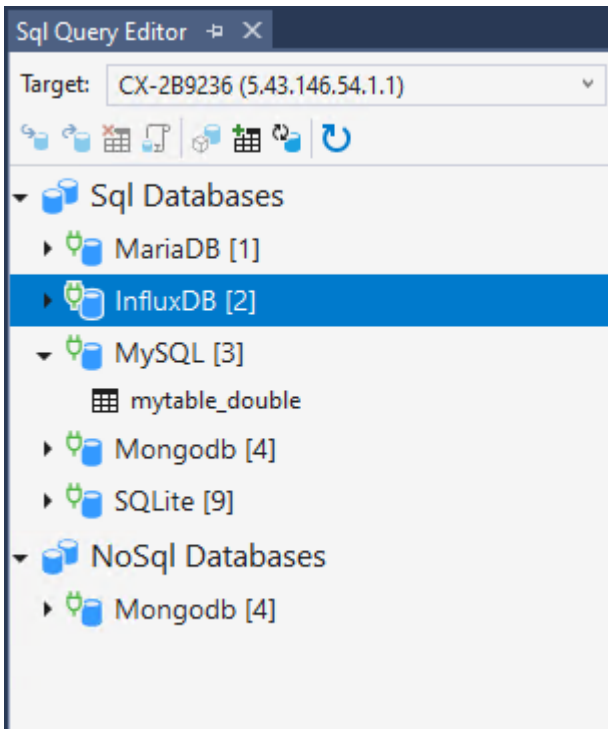 Sql Query Editor
Target: CX-2B9236 (5.43.146.54.1.1)
Sql Databases
MariaDB [1]
InfluxDB [2]
MySQL [3]
mytable_double
Mongodb [4]
SQLite [9]
NoSql Databases
Mongodb [4]